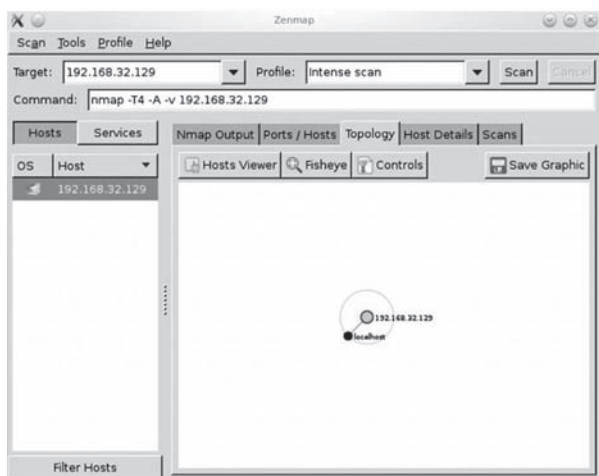 Zenmap
Scan Tools Profile Help
Target: 192.168.32.129 Profile: Intense scan Scan Cancel
Command: nmap -T4 -A -v 192.168.32.129
Hosts Services Nmap Output Ports / Hosts Topology Host Details Scans
OS Host Hosts Viewer Fisheye Controls Save Graphic
192.168.32.129
192.168.32.129
localhost
Filter Hosts